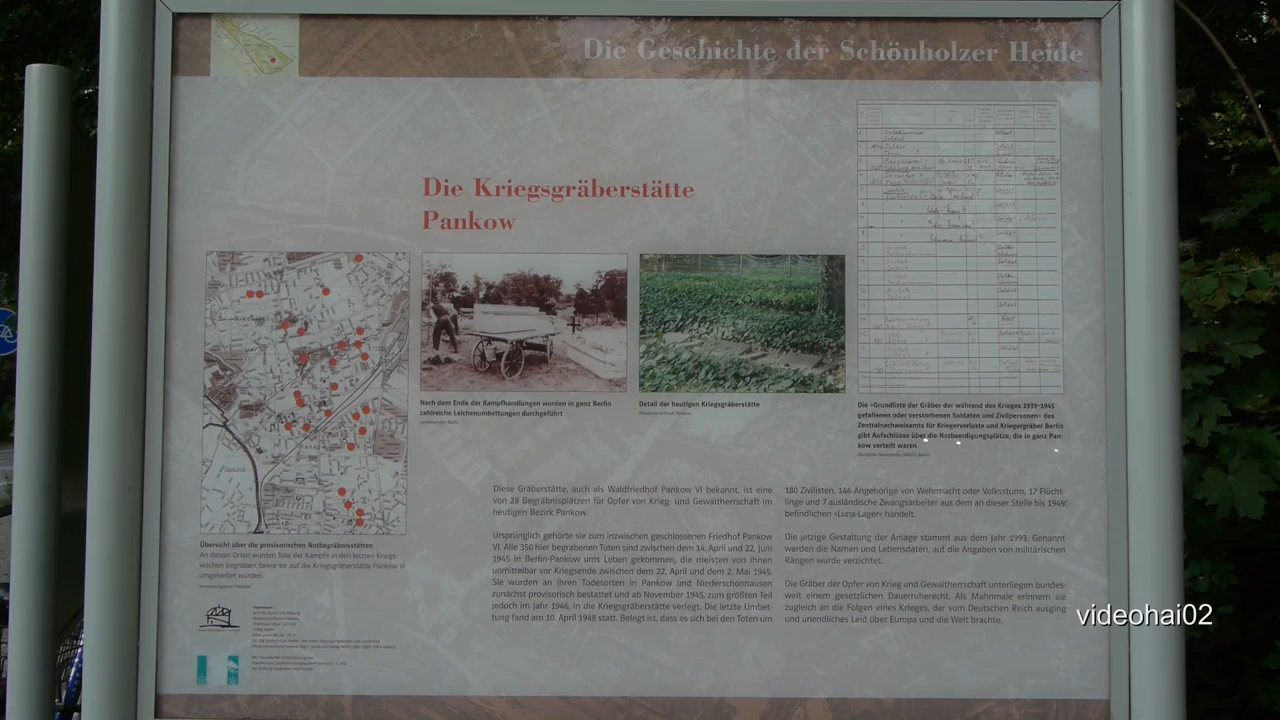 Die Geschichte der Schönholzer Heide
Die Kriegsgräberstätte
Pankow
Nach dem Ende der Kampfhandlungen wurden in ganz Berlin
zahlreiche Leichenumbettungen durchgeführt
Landesarchiv Berlin
Detail der heutigen Kriegsgräberstätte
Museumsverbund Pankow
Die »Grundliste der Gräber der während des Krieges 1939–1945
gefallenen oder verstorbenen Soldaten und Zivilpersonen« des
Zentralnachweisamts für Kriegerverluste und Kriegergräber Berlin
gibt Aufschlüsse über die Notbeerdigungsplätze, die in ganz Pan-
kow verteilt waren
Übersicht über die provisorischen Notbegräbnisstätten
An diesen Orten wurden Tote der Kämpfe in den letzten Kriegs-
wochen begraben, bevor sie auf die Kriegsgräberstätte Pankow VI
umgebettet wurden.
Museumsverbund Pankow
Diese Gräberstätte, auch als Waldfriedhof Pankow VI bekannt, ist eine
von 28 Begräbnisplätzen für Opfer von Krieg- und Gewaltherrschaft im
heutigen Bezirk Pankow.
Ursprünglich gehörte sie zum inzwischen geschlossenen Friedhof Pankow
VI. Alle 350 hier begrabenen Toten sind zwischen dem 14. April und 22. Juni
1945 in Berlin-Pankow ums Leben gekommen, die meisten von ihnen
unmittelbar vor Kriegsende zwischen dem 22. April und dem 2. Mai 1945.
Sie wurden an ihren Todesorten in Pankow und Niederschönhausen
zunächst provisorisch bestattet und ab November 1945, zum größten Teil
jedoch im Jahr 1946, in die Kriegsgräberstätte verlegt. Die letzte Umbet-
tung fand am 10. April 1948 statt. Belegt ist, dass es sich bei den Toten um
180 Zivilisten, 146 Angehörige von Wehrmacht oder Volkssturm, 17 Flücht-
linge und 7 ausländische Zwangsarbeiter aus dem an dieser Stelle bis 1945
befindlichen »Luna-Lager« handelt.
Die jetzige Gestaltung der Anlage stammt aus dem Jahr 1993. Genannt
werden die Namen und Lebensdaten, auf die Angaben von militärischen
Rängen wurde verzichtet.
Die Gräber der Opfer von Krieg und Gewaltherrschaft unterliegen bundes-
weit einem gesetzlichen Dauerruherecht. Als Mahnmale erinnern sie
zugleich an die Folgen eines Krieges, der vom Deutschen Reich ausging
und unendliches Leid über Europa und die Welt brachte.
Impressum
videohai02